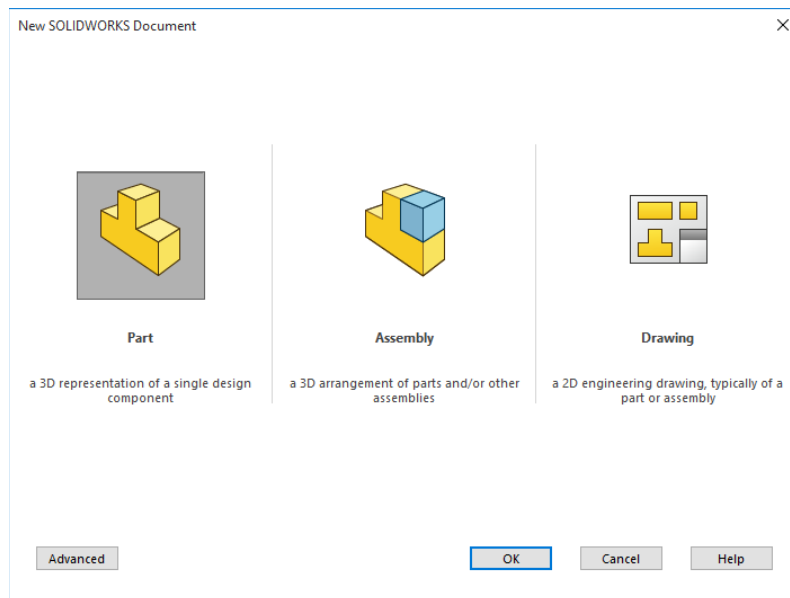 New SOLIDWORKS Document
Part
a 3D representation of a single design
component
Assembly
a 3D arrangement of parts and/or other
assemblies
Drawing
a 2D engineering drawing, typically of a
part or assembly
Advanced
OK
Cancel
Help